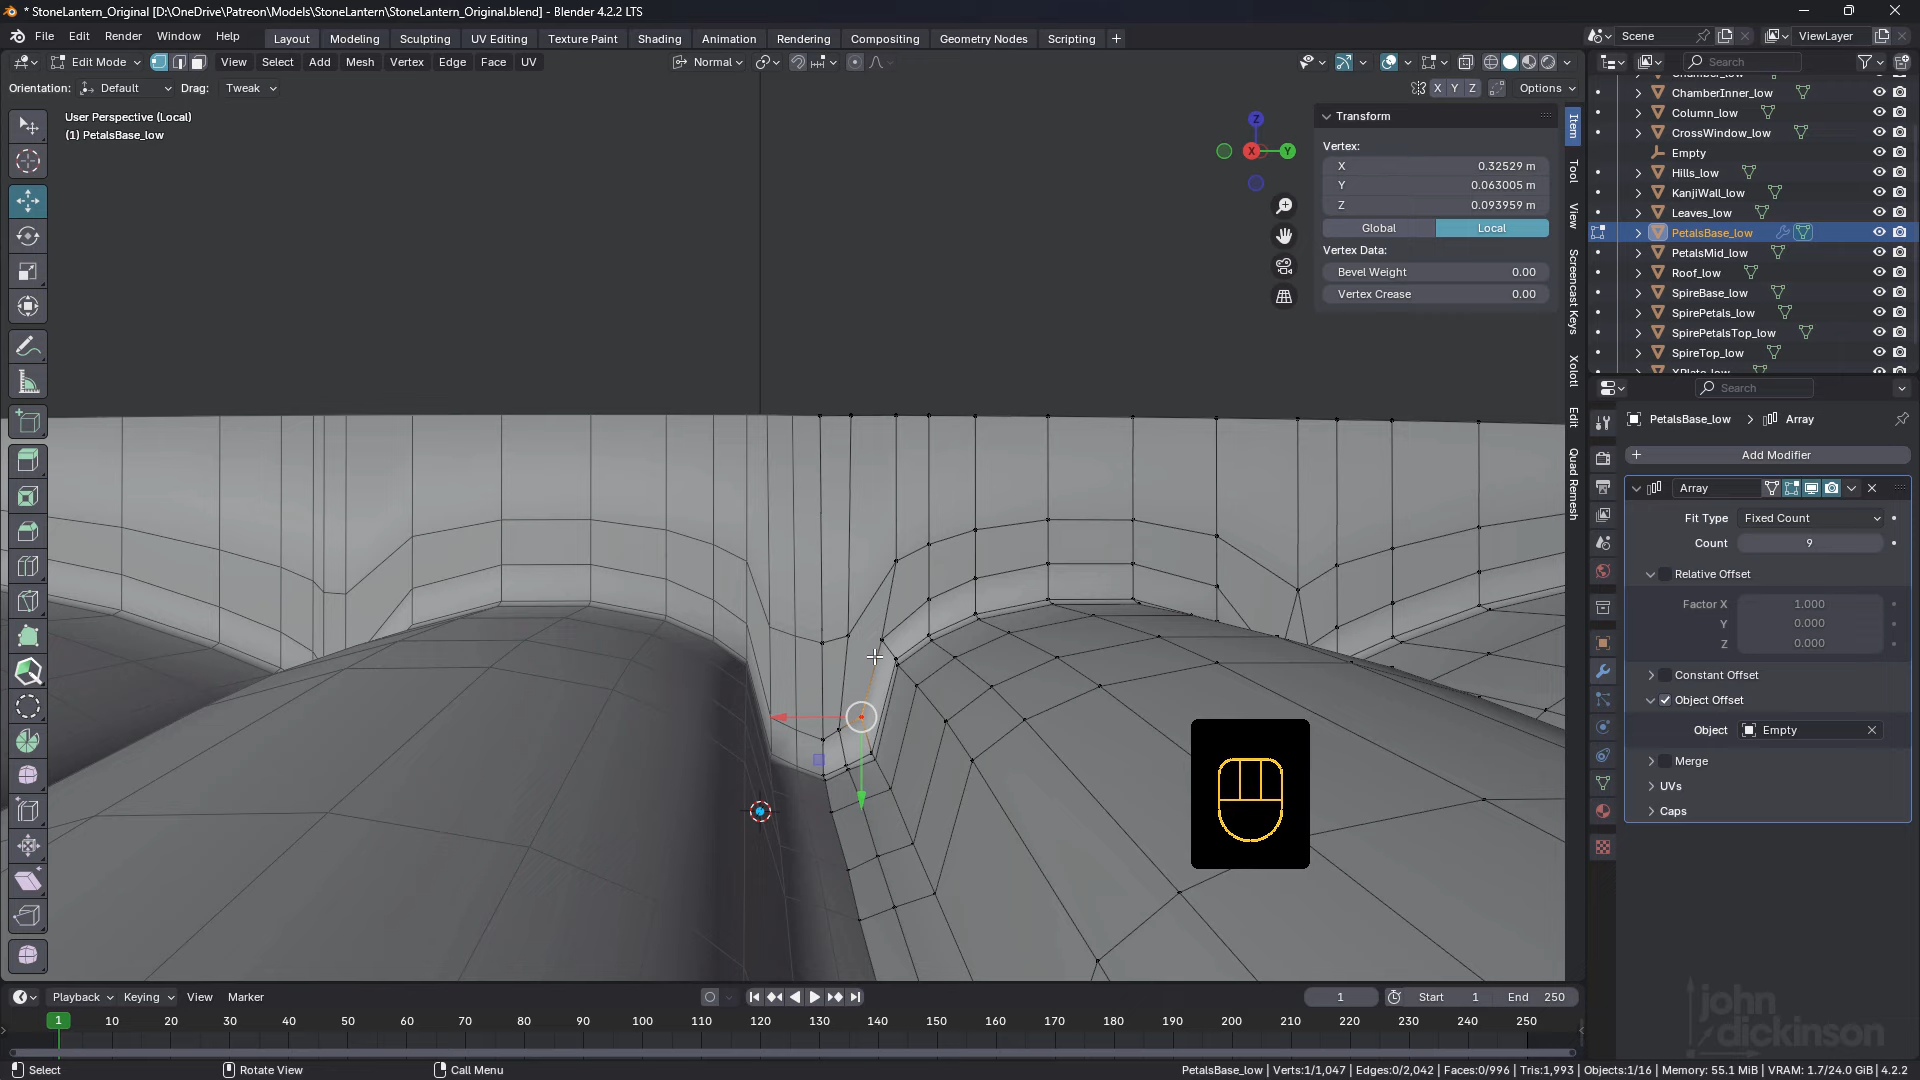 * StoneLantern_Original [D:\OneDrive\Patreon\Models\StoneLantern\StoneLantern_Original.blend] - Blender 4.2.2 LTS
File Edit Render Window Help Layout Modeling Sculpting UV Editing Texture Paint Shading Animation Rendering Compositing Geometry Nodes Scripting + Scene ViewLayer
Edit Mode View Select Add Mesh Vertex Edge Face UV Normal Search
Orientation: Default Drag: Tweak X Y Z Options
User Perspective (Local)
(1) PetalsBase_low
Z
X Y
Transform
Vertex:
X 0.32529 m
Y 0.063005 m
Z 0.093959 m
Global Local
Vertex Data:
Bevel Weight 0.00
Vertex Crease 0.00
Item
Tool
View
Screencast Keys
Xolotl
Edit
Quad Remesh
Chamber_low
ChamberInner_low
Column_low
CrossWindow_low
Empty
Hills_low
KanjiWall_low
Leaves_low
PetalsBase_low
PetalsMid_low
Roof_low
SpireBase_low
SpirePetals_low
SpirePetalsTop_low
SpireTop_low
Search
PetalsBase_low > Array
+ Add Modifier
Array
Fit Type Fixed Count
Count 9
Relative Offset
Factor X 1.000
Y 0.000
Z 0.000
Constant Offset
Object Offset
Object Empty
Merge
UVs
Caps
john
dickinson
Playback Keying View Marker 1 Start 1 End 250
1 10 20 30 40 50 60 70 80 90 100 110 120 130 140 150 160 170 180 190 200 210 220 230 240 250
Select Rotate View Call Menu PetalsBase_low | Verts:1/1,047 | Edges:0/2,042 | Faces:0/996 | Tris:1,993 | Objects:1/16 | Memory: 55.1 MiB | VRAM: 1.7/24.0 GiB | 4.2.2